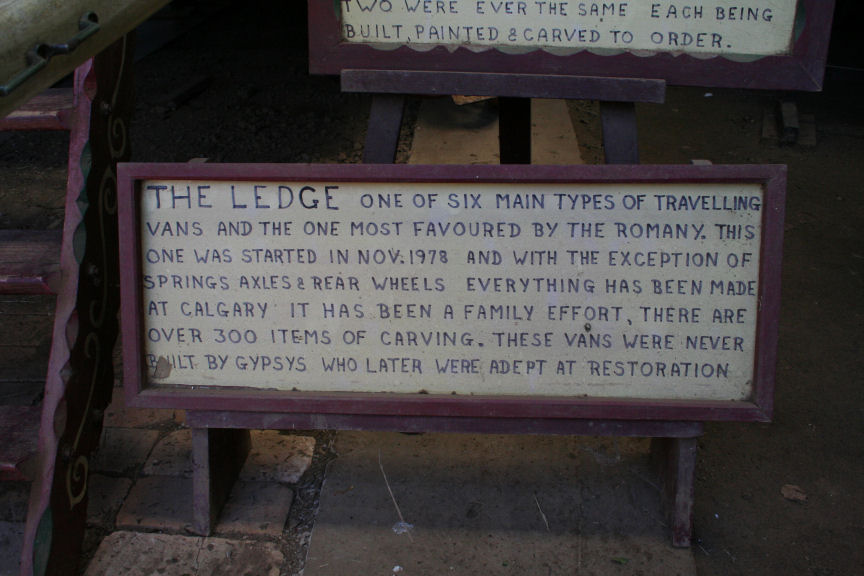 TWO WERE EVER THE SAME EACH BEING
BUILT, PAINTED & CARVED TO ORDER.
THE LEDGE ONE OF SIX MAIN TYPES OF TRAVELLING
VANS AND THE ONE MOST FAVOURED BY THE ROMANY. THIS
ONE WAS STARTED IN NOV. 1978 AND WITH THE EXCEPTION OF
SPRINGS AXLES & REAR WHEELS EVERYTHING HAS BEEN MADE
AT CALGARY IT HAS BEEN A FAMILY EFFORT, THERE ARE
OVER 300 ITEMS OF CARVING. THESE VANS WERE NEVER
BUILT BY GYPSYS WHO LATER WERE ADEPT AT RESTORATION